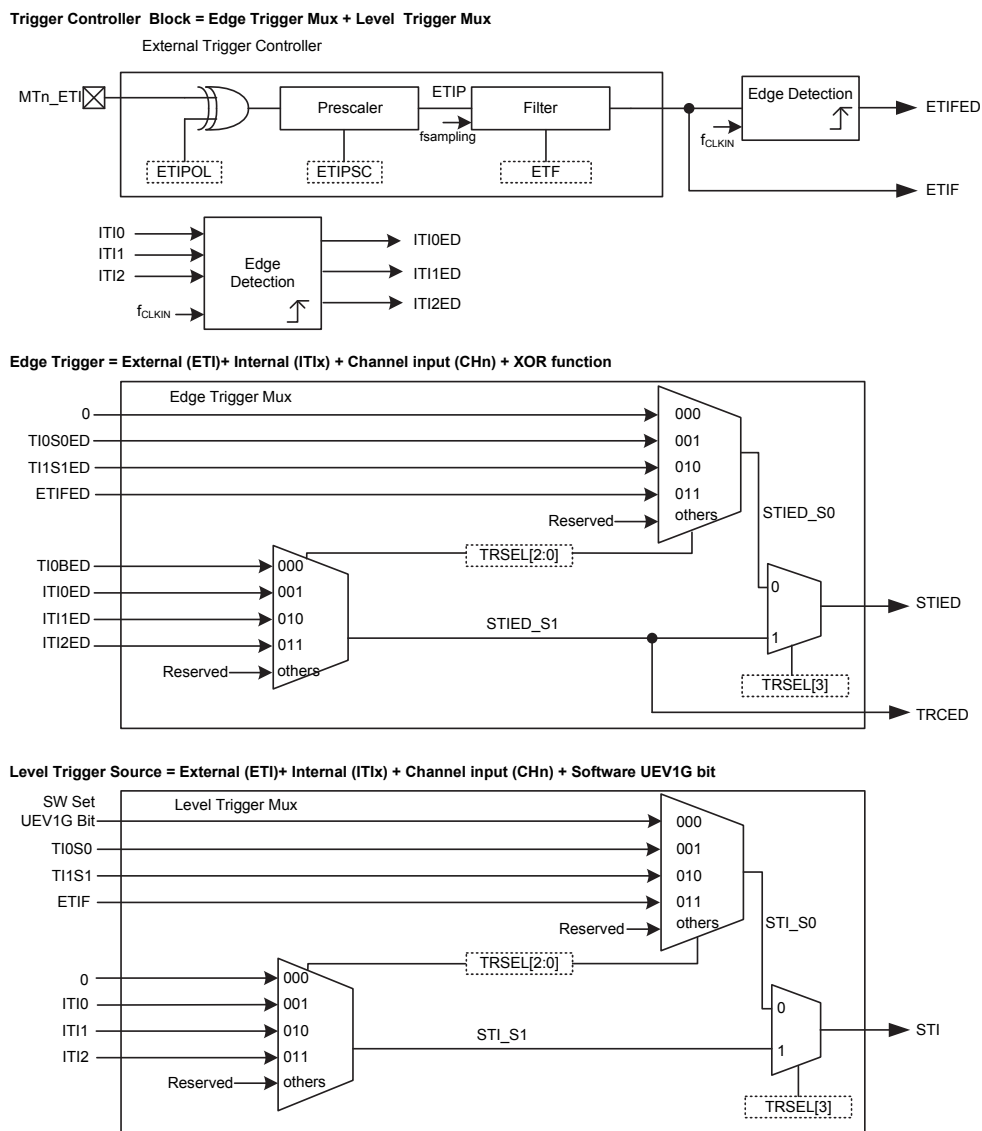 Trigger Controller Block = Edge Trigger Mux + Level Trigger Mux
External Trigger Controller
MTn_ETI
ETIP
Prescaler
Filter
fsampling
ETIPOL
ETIPSC
ETF
Edge Detection
fCLKIN
ETIFED
ETIF
ITI0
ITI1
ITI2
fCLKIN
Edge
Detection
ITI0ED
ITI1ED
ITI2ED
Edge Trigger = External (ETI)+ Internal (ITIx) + Channel input (CHn) + XOR function
Edge Trigger Mux
0
TI0S0ED
TI1S1ED
ETIFED
Reserved
000
001
010
011
others
STIED_S0
TRSEL[2:0]
TI0BED
ITI0ED
ITI1ED
ITI2ED
Reserved
000
001
010
011
others
STIED_S1
0
1
TRSEL[3]
STIED
TRCED
Level Trigger Source = External (ETI)+ Internal (ITIx) + Channel input (CHn) + Software UEV1G bit
Level Trigger Mux
SW Set
UEV1G Bit
TI0S0
TI1S1
ETIF
Reserved
000
001
010
011
others
STI_S0
TRSEL[2:0]
0
ITI0
ITI1
ITI2
Reserved
000
001
010
011
others
STI_S1
0
1
TRSEL[3]
STI